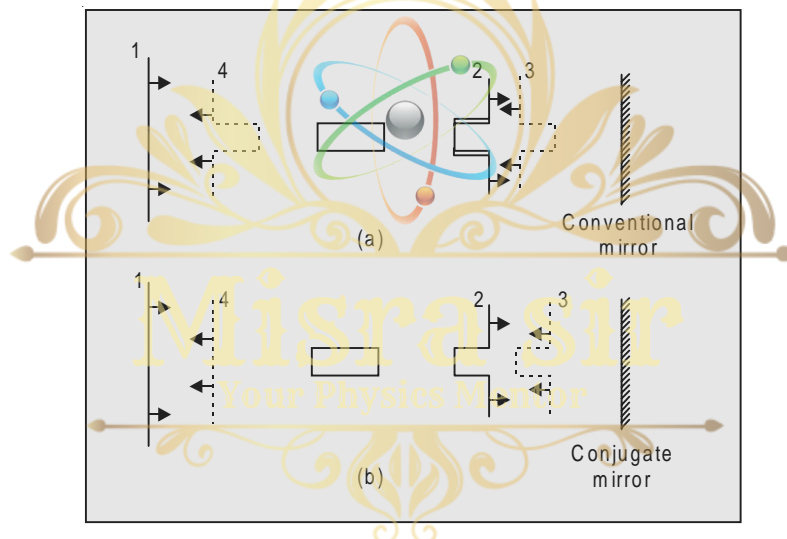 1
4
2
3
Conventional
mirror
(a)
1
4
2
3
Misra sir
Your Physics Mentor
Conjugate
mirror
(b)